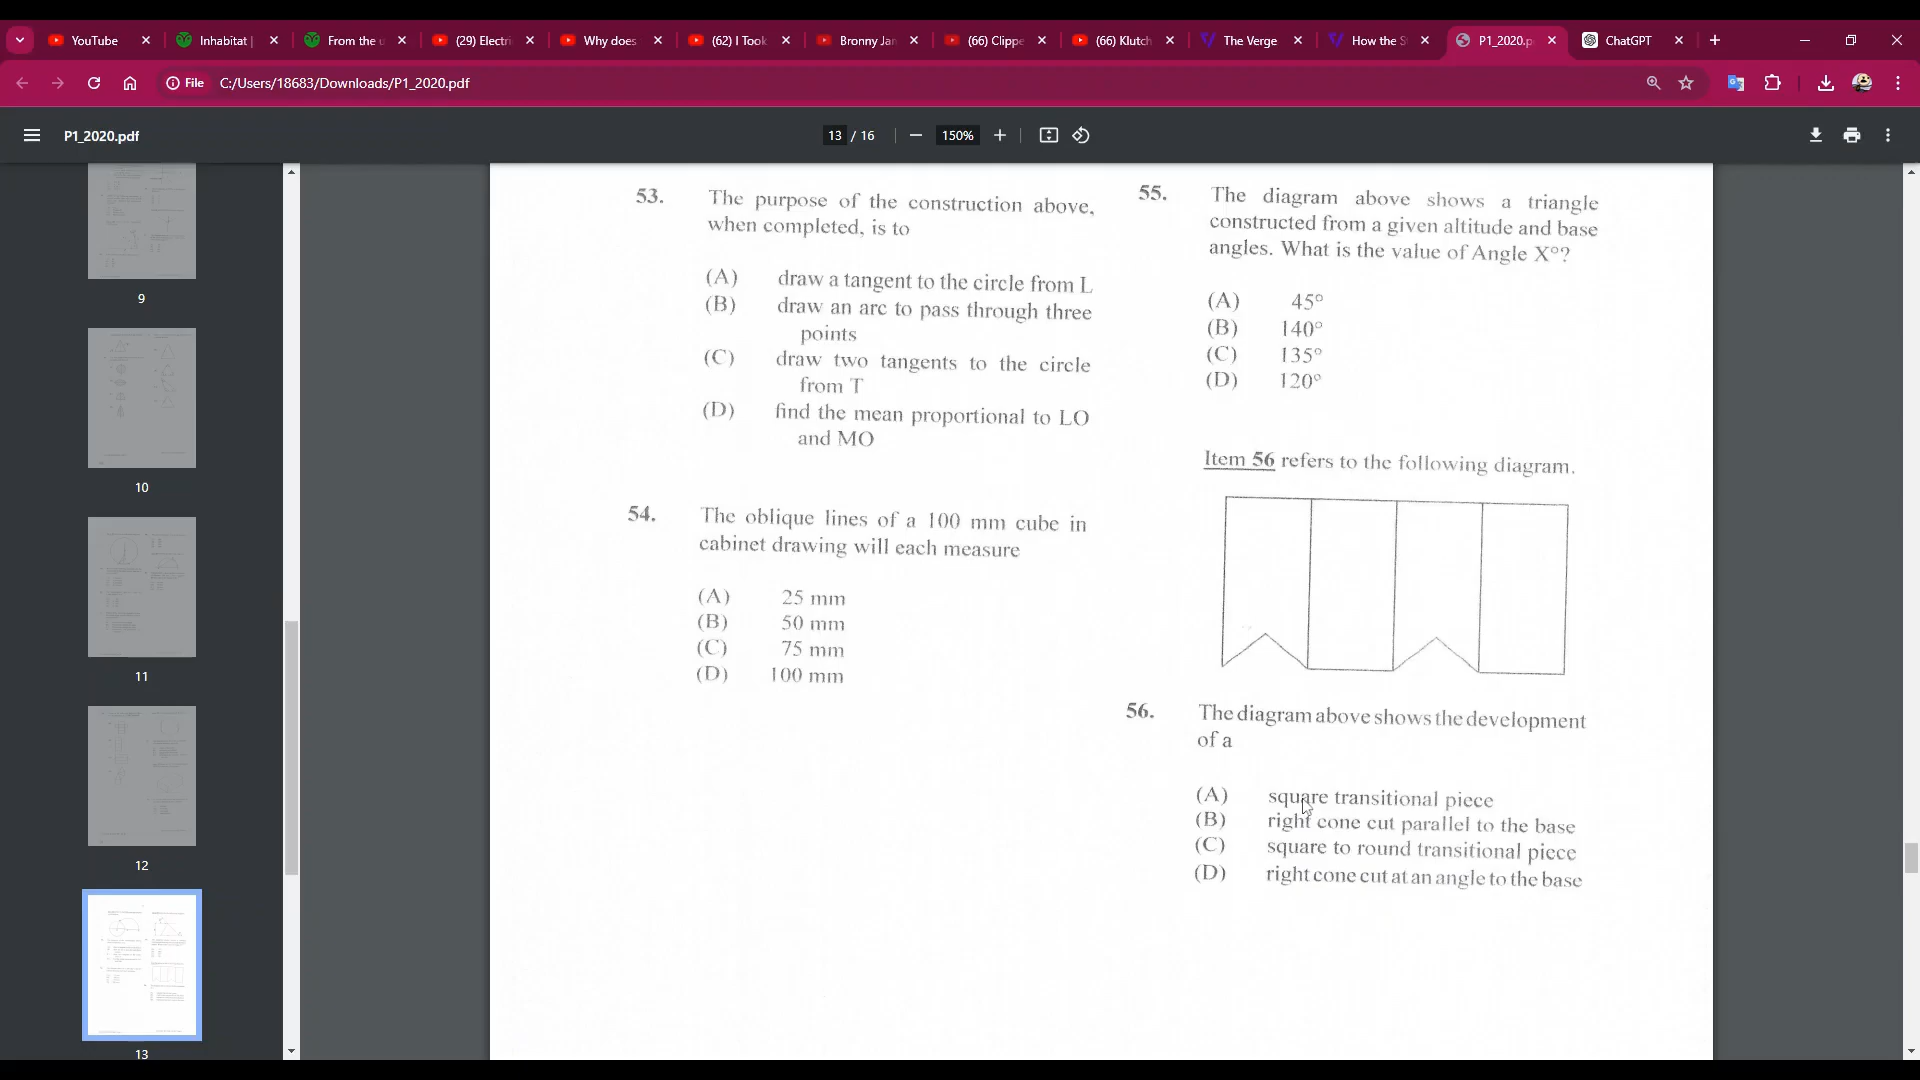 YouTube
Inhabitat |
From the u
(29) Electri
Why does
(62) I Took
Bronny Jan
(66) Clippe
(66) Klutch
The Verge
How the S
P1_2020.p
ChatGPT
File
C:/Users/18683/Downloads/P1_2020.pdf
P1_2020.pdf
13 / 16
150%
9
10
11
12
13
53. The purpose of the construction above,
when completed, is to
(A) draw a tangent to the circle from L
(B) draw an arc to pass through three
points
(C) draw two tangents to the circle
from T
(D) find the mean proportional to LO
and MO
54. The oblique lines of a 100 mm cube in
cabinet drawing will each measure
(A) 25 mm
(B) 50 mm
(C) 75 mm
(D) 100 mm
55. The diagram above shows a triangle
constructed from a given altitude and base
angles. What is the value of Angle X°?
(A) 45°
(B) 140°
(C) 135°
(D) 120°
Item 56 refers to the following diagram.
56. The diagram above shows the development
of a
(A) square transitional piece
(B) right cone cut parallel to the base
(C) square to round transitional piece
(D) right cone cut at an angle to the base